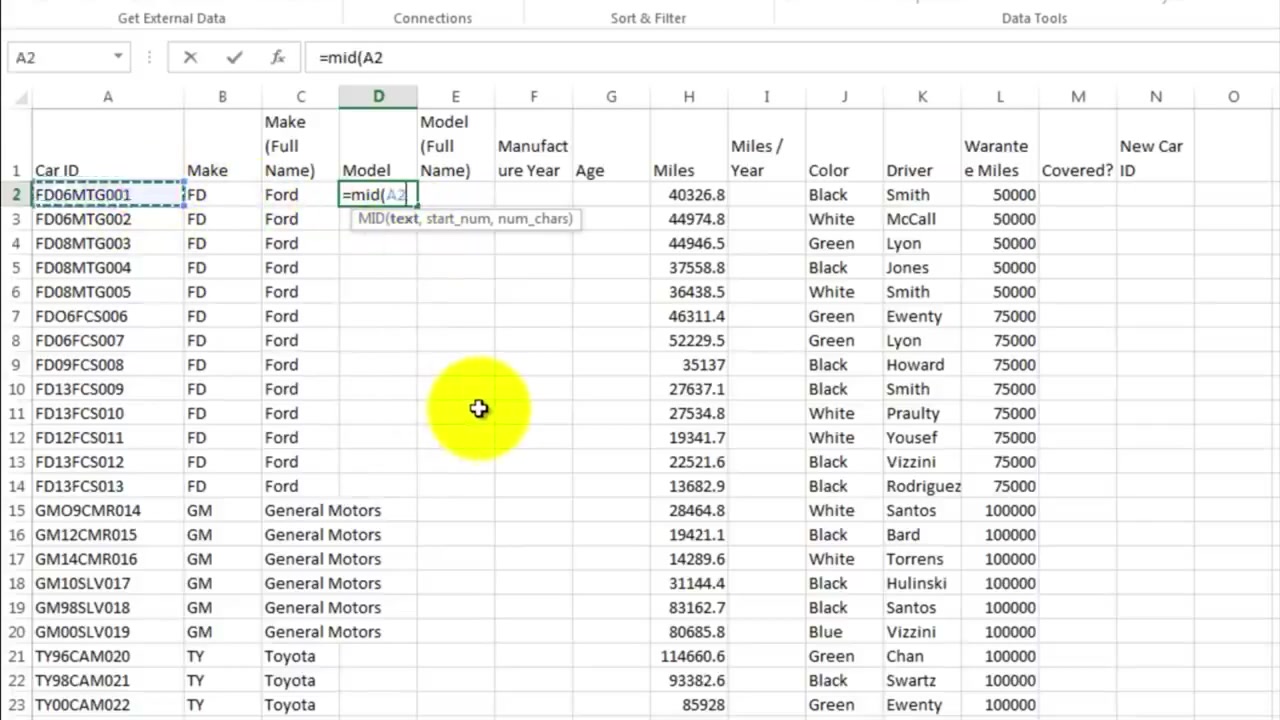 Get External Data Connections Sort & Filter Data Tools
A2 fx =mid(A2
A B C D E F G H I J K L M N O
1 Car ID Make Make (Full Name) Model Model (Full Name) Manufact ure Year Age Miles Miles / Year Color Driver Warante e Miles Covered? New Car ID
2 FD06MTG001 FD Ford =mid(A2 40326.8 Black Smith 50000
3 FD06MTG002 FD Ford MID(text, start_num, num_chars) 44974.8 White McCall 50000
4 FD08MTG003 FD Ford 44946.5 Green Lyon 50000
5 FD08MTG004 FD Ford 37558.8 Black Jones 50000
6 FD08MTG005 FD Ford 36438.5 White Smith 50000
7 FDO6FCS006 FD Ford 46311.4 Green Ewenty 75000
8 FD06FCS007 FD Ford 52229.5 Green Lyon 75000
9 FD09FCS008 FD Ford 35137 Black Howard 75000
10 FD13FCS009 FD Ford 27637.1 Black Smith 75000
11 FD13FCS010 FD Ford 27534.8 White Praulty 75000
12 FD12FCS011 FD Ford 19341.7 White Yousef 75000
13 FD13FCS012 FD Ford 22521.6 Black Vizzini 75000
14 FD13FCS013 FD Ford 13682.9 Black Rodriguez 75000
15 GMO9CMR014 GM General Motors 28464.8 White Santos 100000
16 GM12CMR015 GM General Motors 19421.1 Black Bard 100000
17 GM14CMR016 GM General Motors 14289.6 White Torrens 100000
18 GM10SLV017 GM General Motors 31144.4 Black Hulinski 100000
19 GM98SLV018 GM General Motors 83162.7 Black Santos 100000
20 GM00SLV019 GM General Motors 80685.8 Blue Vizzini 100000
21 TY96CAM020 TY Toyota 114660.6 Green Chan 100000
22 TY98CAM021 TY Toyota 93382.6 Black Swartz 100000
23 TY00CAM022 TY Toyota 85928 Green Ewenty 100000